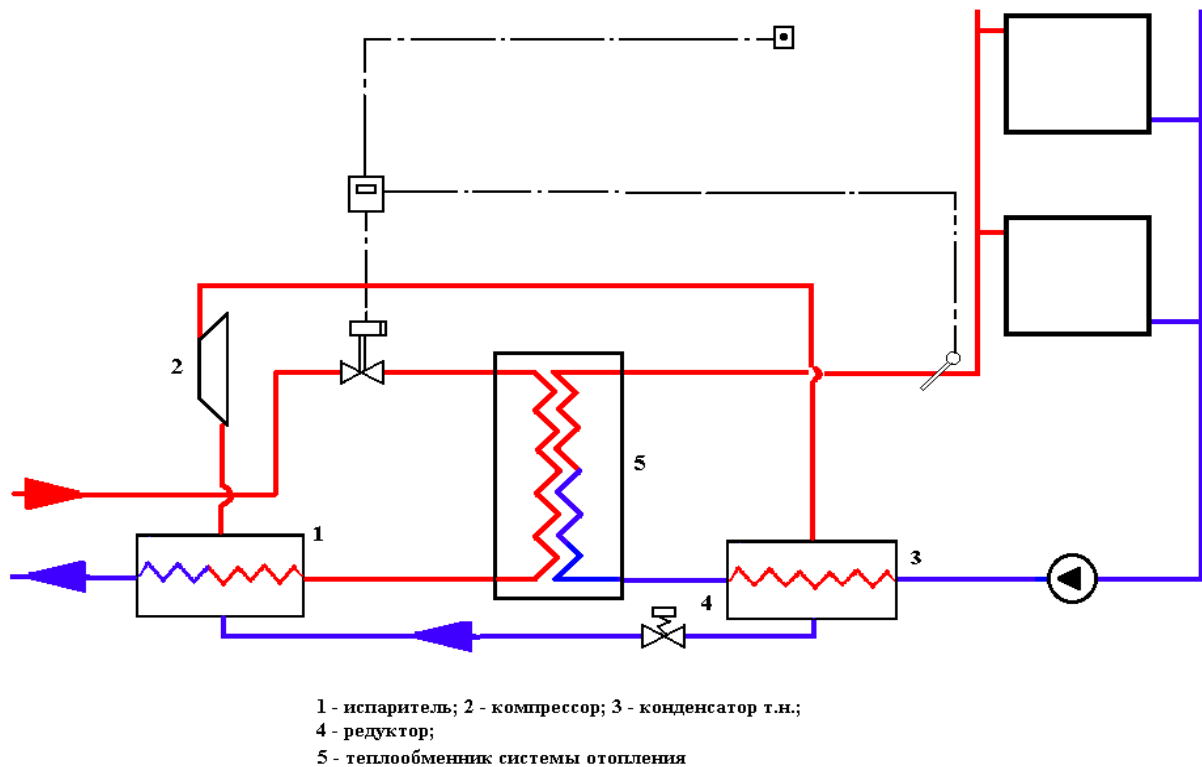 2
5
1
3
4
1 - испаритель; 2 - компрессор; 3 - конденсатор т.н.;
4 - редуктор;
5 - теплообменник системы отопления